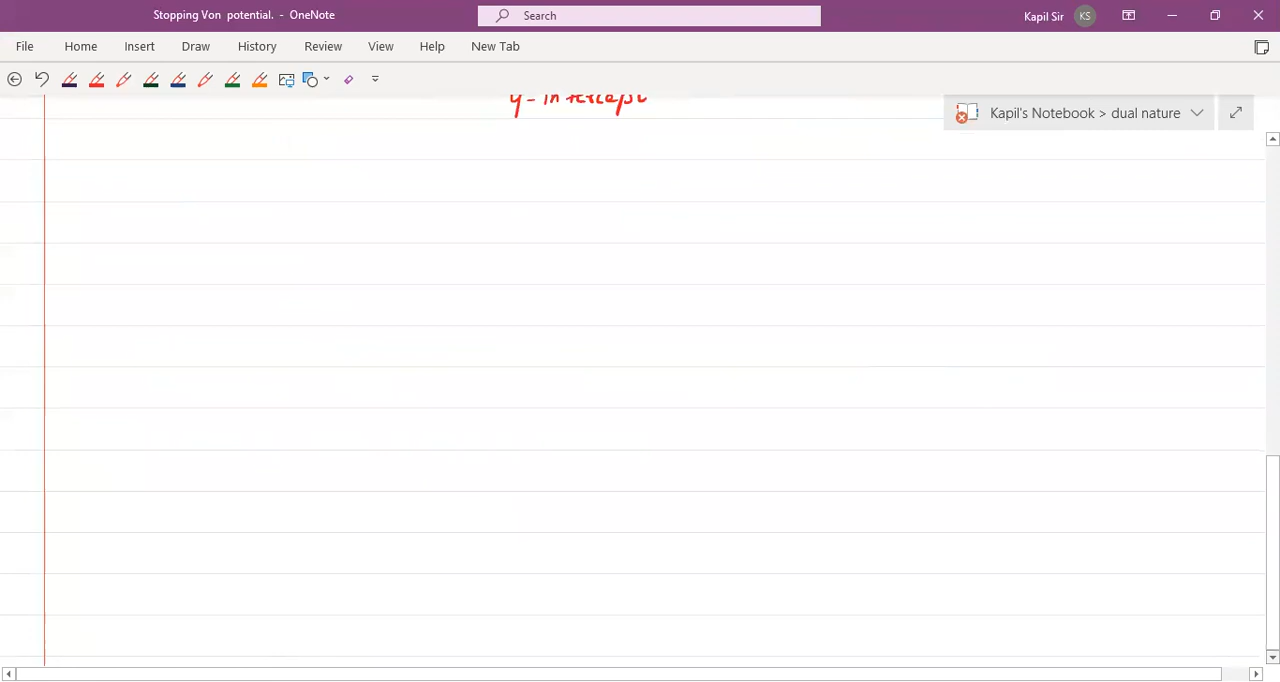 Stopping Von potential. - OneNote
Search
Kapil Sir
KS
File
Home
Insert
Draw
History
Review
View
Help
New Tab
y - intercept
Kapil's Notebook > dual nature